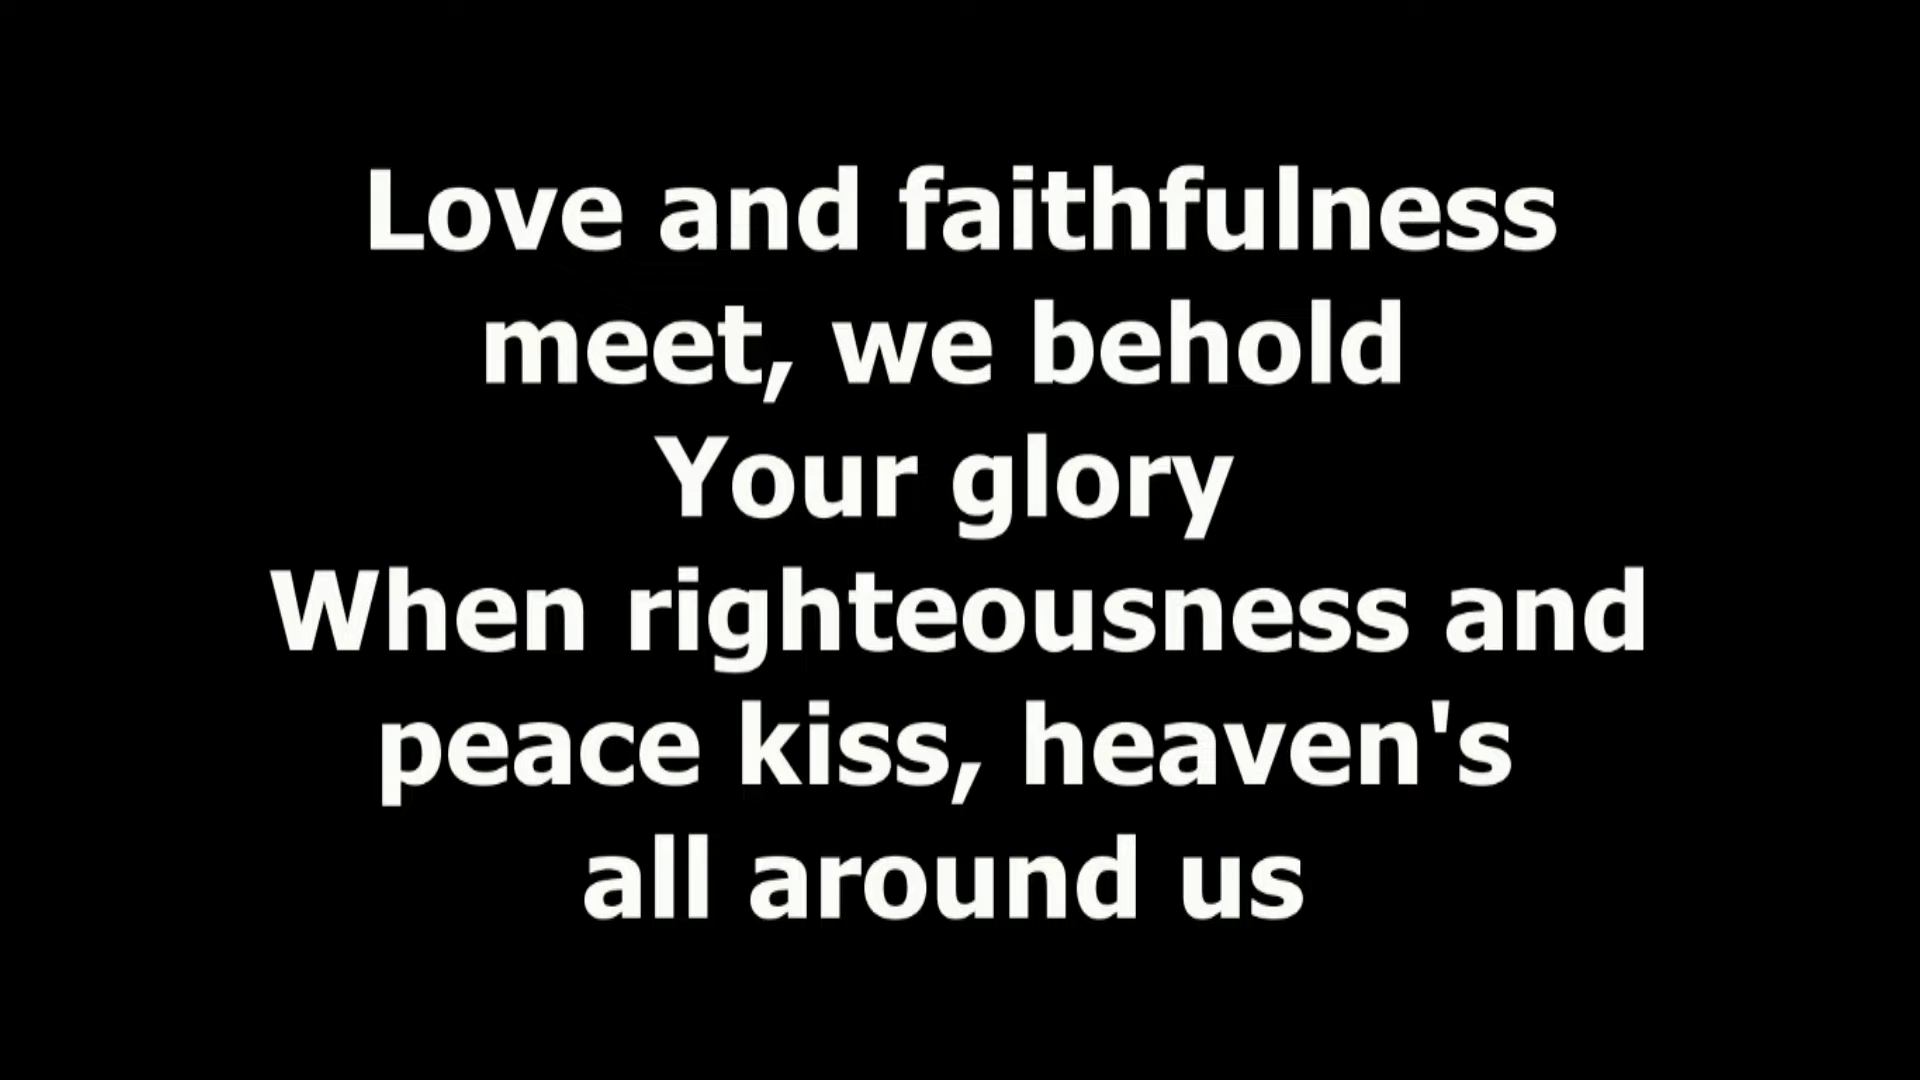 Love and faithfulness
meet, we behold
Your glory
When righteousness and
peace kiss, heaven's
all around us